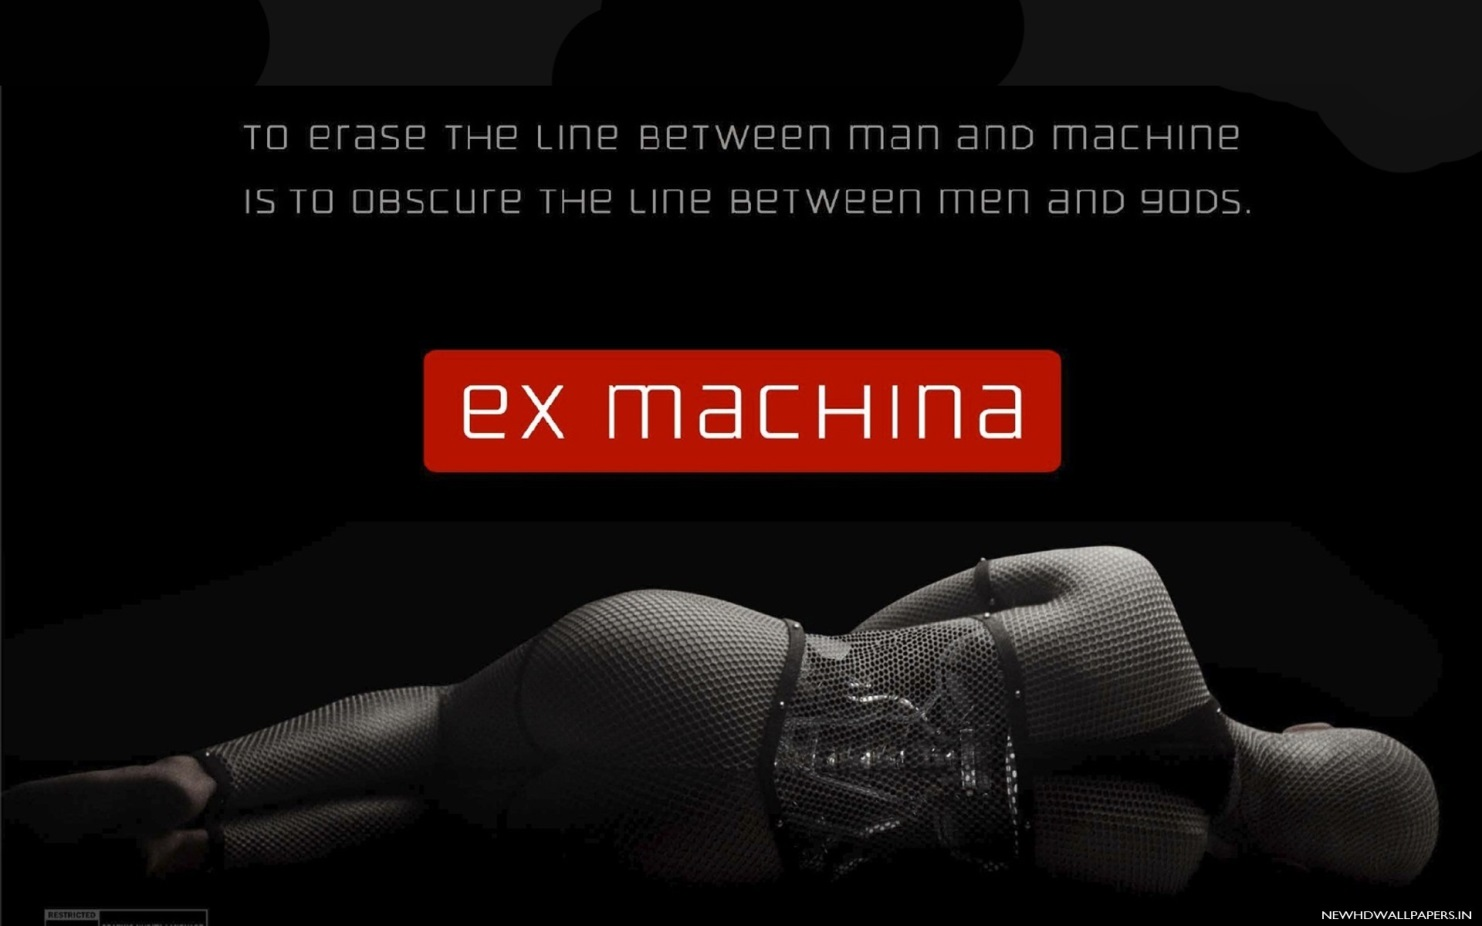 TO erase THE LINE BETWEEN man and MACHINE
IS TO OBSCURE THE LINE BETWEEN men and gods.
ex machina
RESTRICTED
NEWHDWALLPAPERS.IN